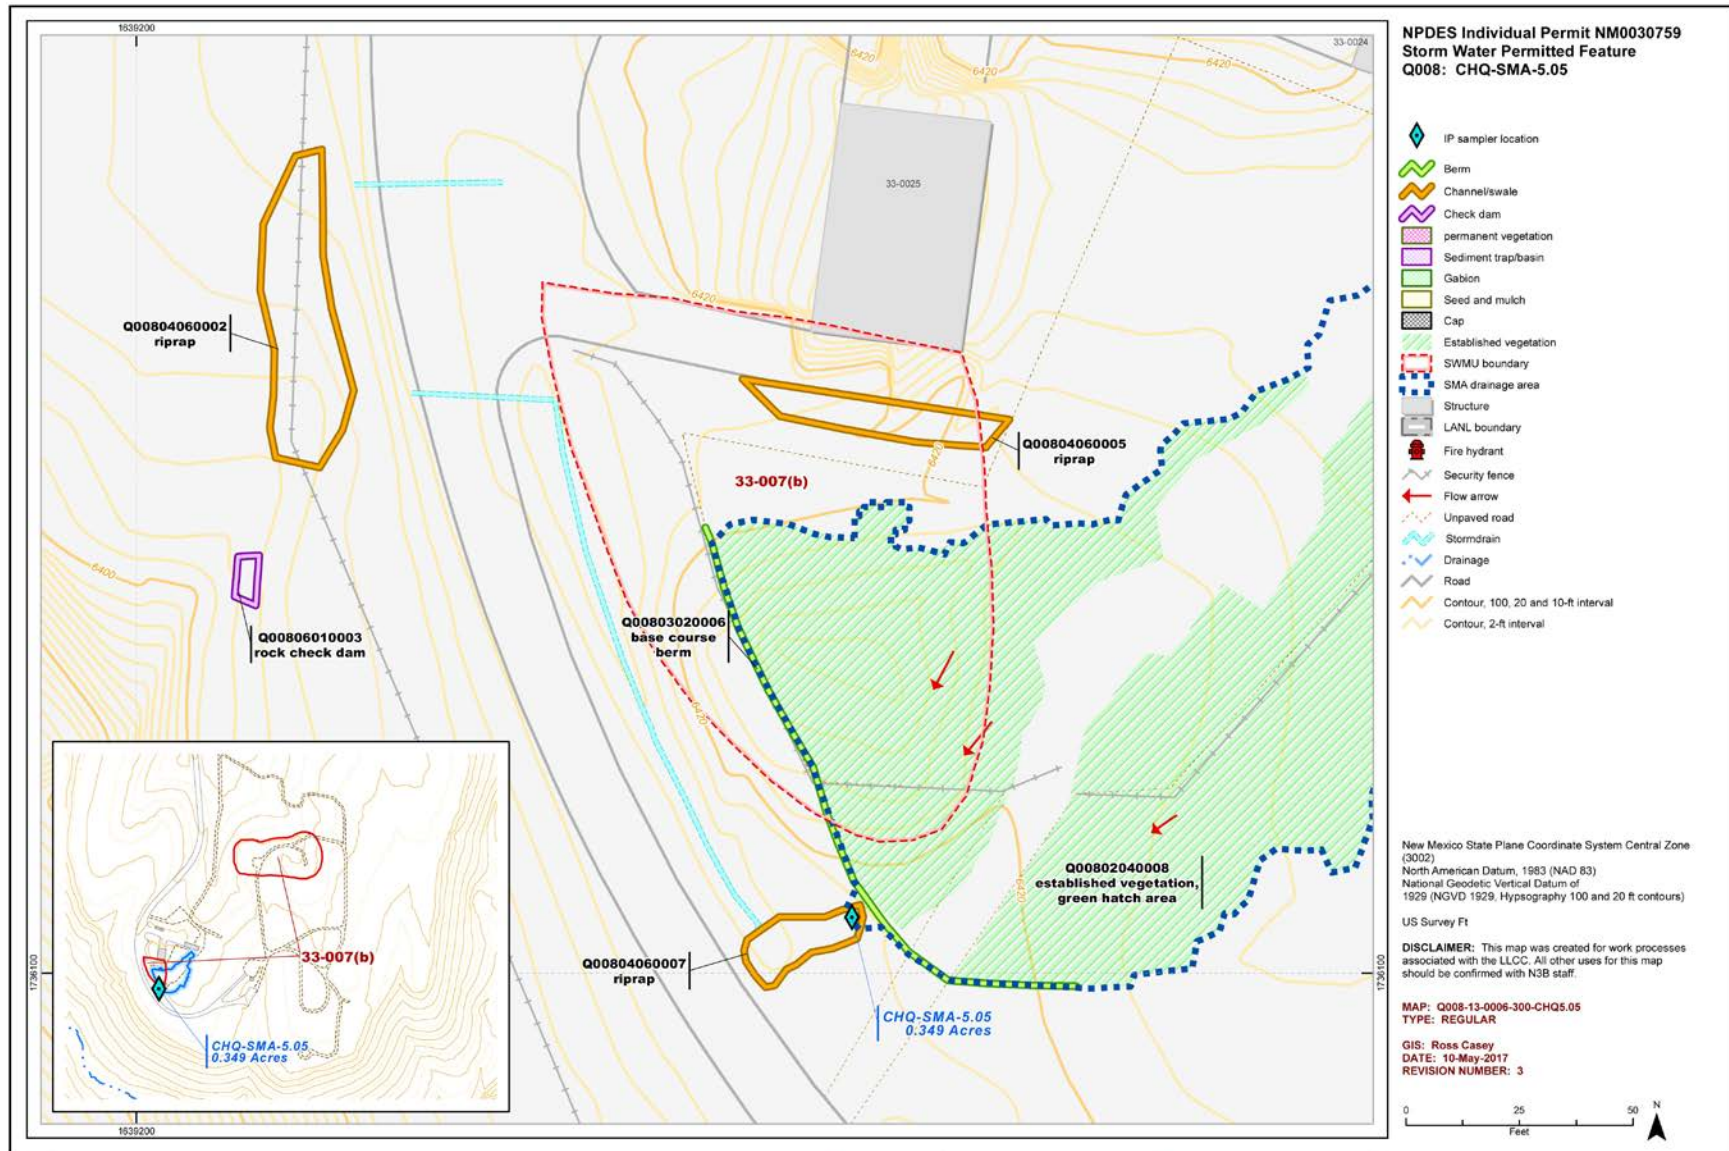 1639200
33-0024
6420
6420
6420
33-0025
6420
Q00804060002
riprap
Q00804060005
riprap
6420
33-007(b)
6400
Q00806010003
rock check dam
Q00803020006
base course
berm
6420
Q00802040008
established vegetation,
green hatch area
6420
Q00804060007
riprap
CHQ-SMA-5.05
0.349 Acres
33-007(b)
CHQ-SMA-5.05
0.349 Acres
1736100
1736100
1639200
NPDES Individual Permit NM0030759
Storm Water Permitted Feature
Q008: CHQ-SMA-5.05
IP sampler location
Berm
Channel/swale
Check dam
permanent vegetation
Sediment trap/basin
Gabion
Seed and mulch
Cap
Established vegetation
SWMU boundary
SMA drainage area
Structure
LANL boundary
Fire hydrant
Security fence
Flow arrow
Unpaved road
Stormdrain
Drainage
Road
Contour, 100, 20 and 10-ft interval
Contour, 2-ft interval
New Mexico State Plane Coordinate System Central Zone
(3002)
North American Datum, 1983 (NAD 83)
National Geodetic Vertical Datum of
1929 (NGVD 1929, Hypsography 100 and 20 ft contours)
US Survey Ft
DISCLAIMER: This map was created for work processes
associated with the LLCC. All other uses for this map
should be confirmed with N3B staff.
MAP: Q008-13-0006-300-CHQ5.05
TYPE: REGULAR
GIS: Ross Casey
DATE: 10-May-2017
REVISION NUMBER: 3
0 25 50
Feet
N